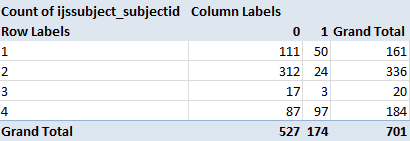 Count of ijssubject_subjectid Column Labels
Row Labels 0 1 Grand Total
1 111 50 161
2 312 24 336
3 17 3 20
4 87 97 184
Grand Total 527 174 701